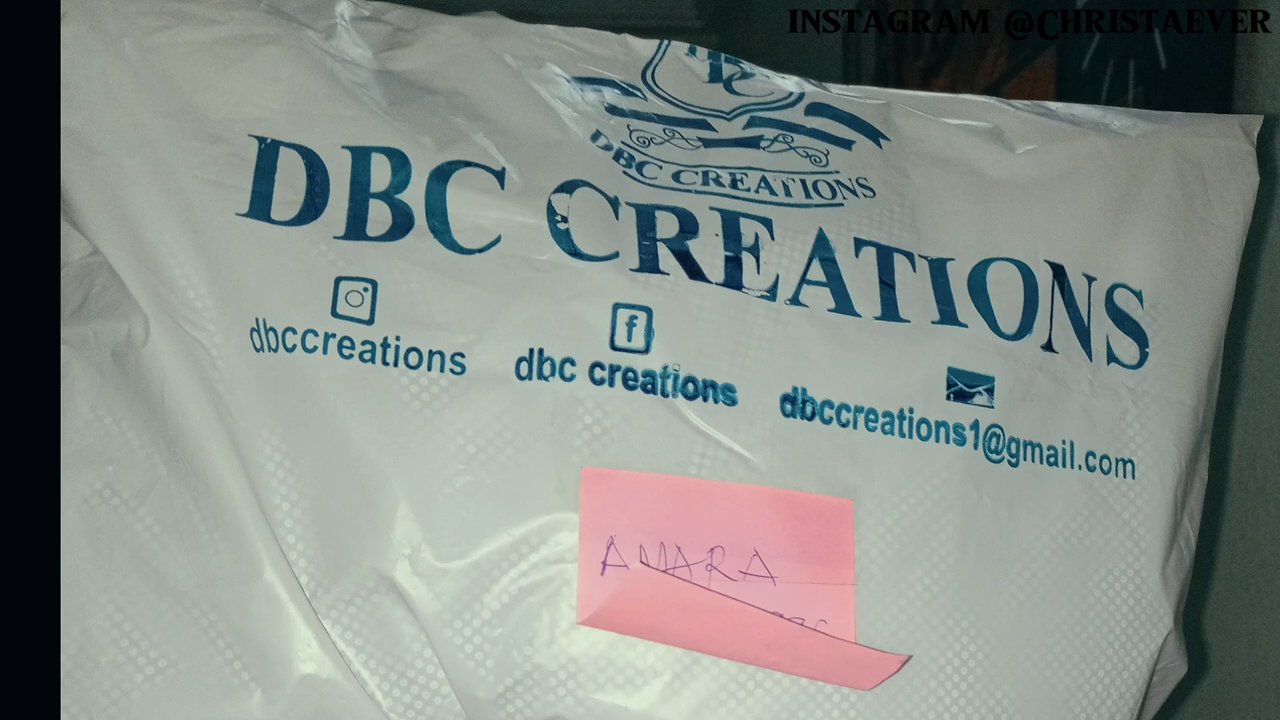 INSTAGRAM @CHRISTAEVER
DBC CREATIONS
DBC CREATIONS
dbccreations
dbc creations
dbccreations1@gmail.com
AMARA